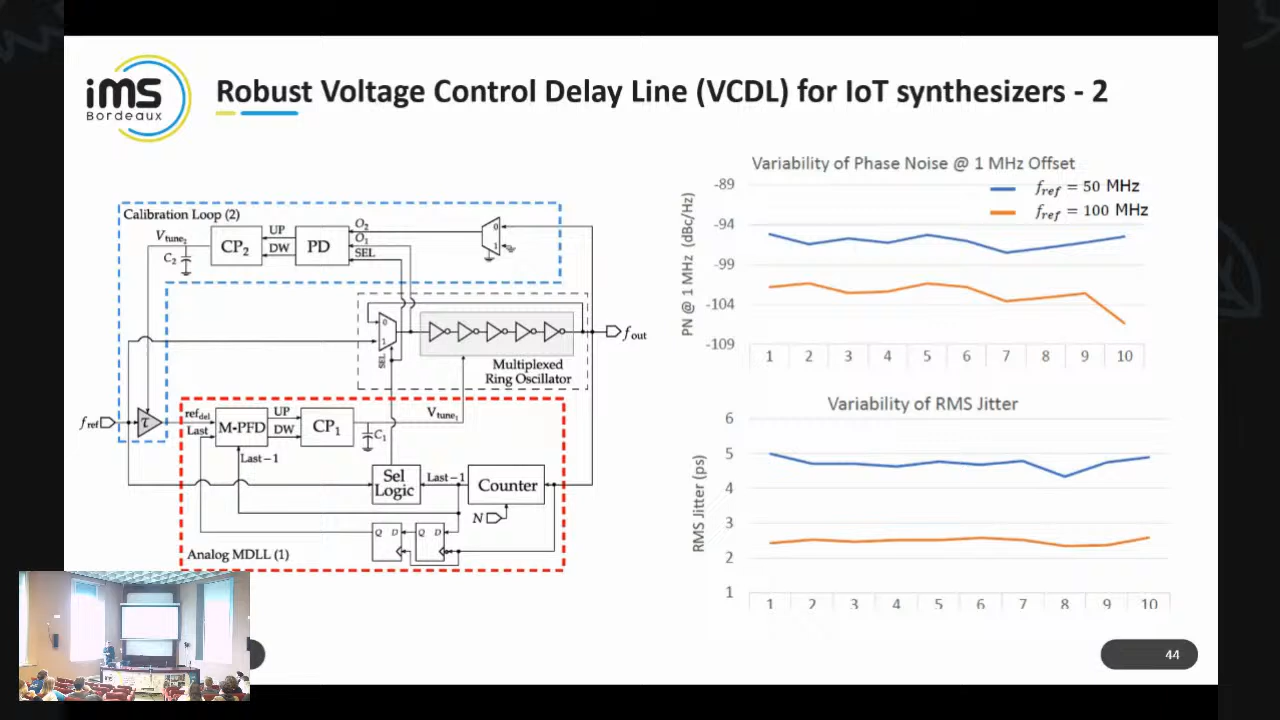 iMS
Bordeaux
Robust Voltage Control Delay Line (VCDL) for IoT synthesizers - 2
Calibration Loop (2)
Vtune2
C2
CP2
UP
DW
PD
O2
O1
SEL
0
1
0
1
SEL
Multiplexed
Ring Oscillator
fout
fref
τ
refdel
Last
M-PFD
UP
DW
CP1
C1
Vtune1
Last−1
Sel
Logic
Last−1
Counter
N
Q D
Q D
Analog MDLL (1)
Variability of Phase Noise @ 1 MHz Offset
fref = 50 MHz
fref = 100 MHz
PN @ 1 MHz (dBc/Hz)
-89
-94
-99
-104
-109
1 2 3 4 5 6 7 8 9 10
Variability of RMS Jitter
RMS Jitter (ps)
6
5
4
3
2
1
1 2 3 4 5 6 7 8 9 10
44